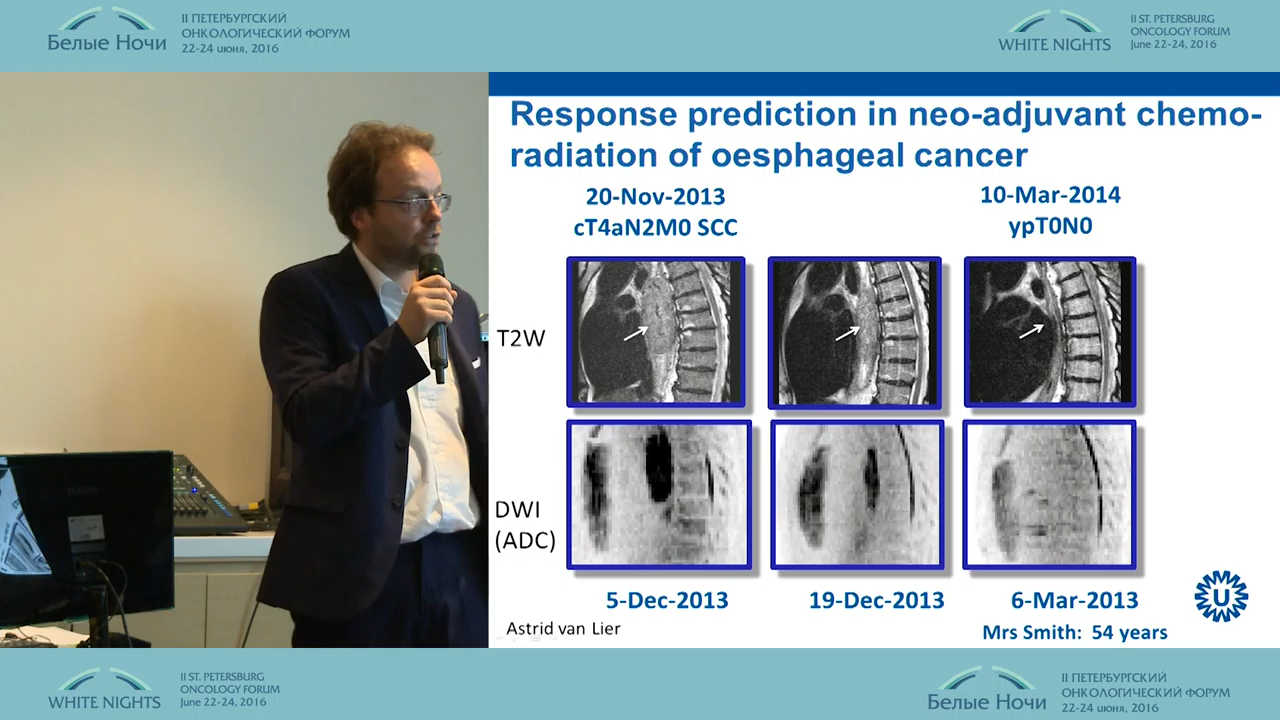 II ПЕТЕРБУРГСКИЙ
ОНКОЛОГИЧЕСКИЙ ФОРУМ
Белые Ночи
22-24 июня, 2016
II ST. PETERSBURG
ONCOLOGY FORUM
WHITE NIGHTS
June 22-24, 2016
Response prediction in neo-adjuvant chemo-
radiation of oesphageal cancer
20-Nov-2013
cT4aN2M0 SCC
10-Mar-2014
ypT0N0
T2W
DWI
(ADC)
5-Dec-2013
19-Dec-2013
6-Mar-2013
Astrid van Lier
Mrs Smith: 54 years
U
II ST. PETERSBURG
ONCOLOGY FORUM
WHITE NIGHTS
June 22-24, 2016
II ПЕТЕРБУРГСКИЙ
ОНКОЛОГИЧЕСКИЙ ФОРУМ
Белые Ночи
22-24 июня, 2016